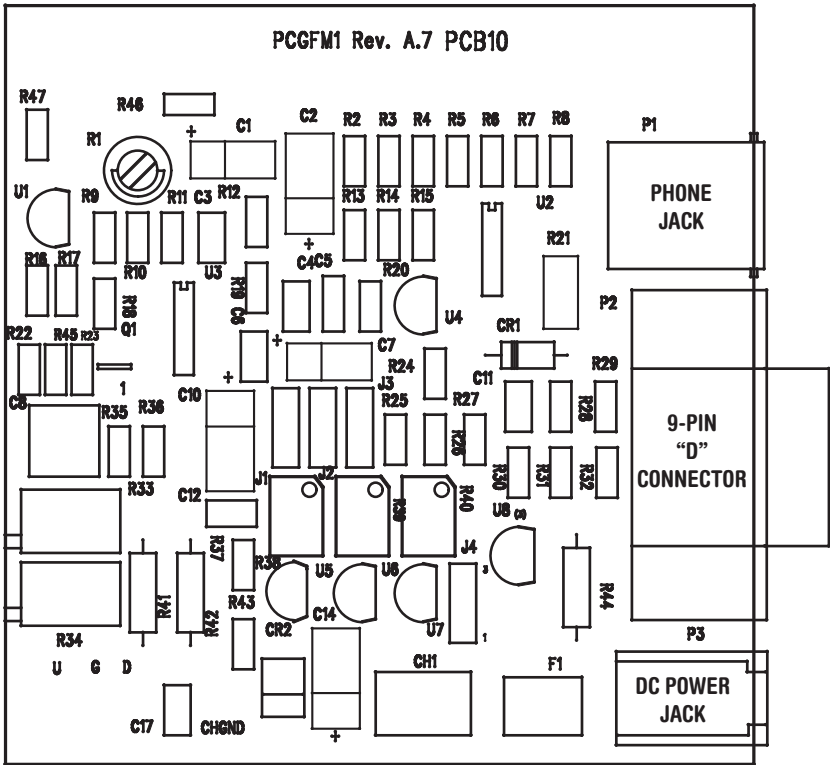 PCGFM1 Rev. A.7 PCB10
R47
R46
R1
C1
C2
R2 R3 R4 R5 R6 R7 R8
P1
PHONE
JACK
U1
R9
R11 C3 R12
R13 R14 R15
U2
R21
R16 R17
R10
U3
R19
C4 C5
R20
U4
P2
R18
Q1
C6
R22 R45 R23
C7
CR1
R24
C11
R29
1
J3
C8
R35 R36
C10
R25
R27
R28
R26
9-PIN
“D”
CONNECTOR
R33
J1
J2
R30 R31 R32
C12
R39
R40
U8
R37
R38
U5
U6
J4
3
R41
R42
R43
CR2
C14
U7
1
R44
R34
U G D
CH1
F1
P3
DC POWER
JACK
C17
CHGND